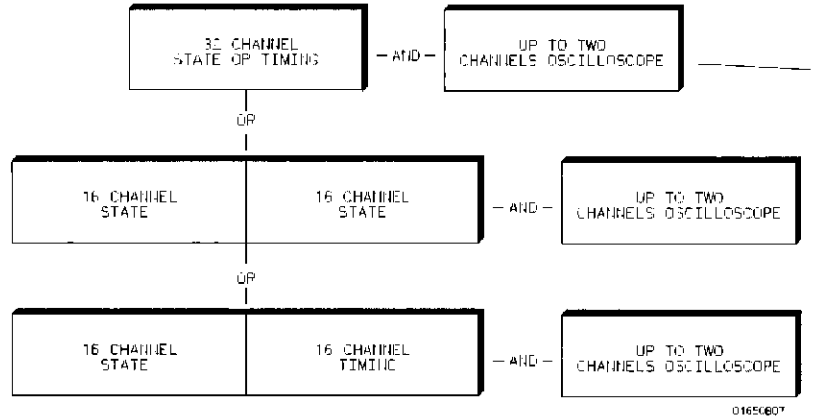 32 CHANNEL
STATE OR TIMING
- AND -
UP TO TWO
CHANNELS OSCILLOSCOPE
OR
16 CHANNEL
STATE
16 CHANNEL
STATE
- AND -
UP TO TWO
CHANNELS OSCILLOSCOPE
OR
16 CHANNEL
STATE
16 CHANNEL
TIMING
- AND -
UP TO TWO
CHANNELS OSCILLOSCOPE
01650B07